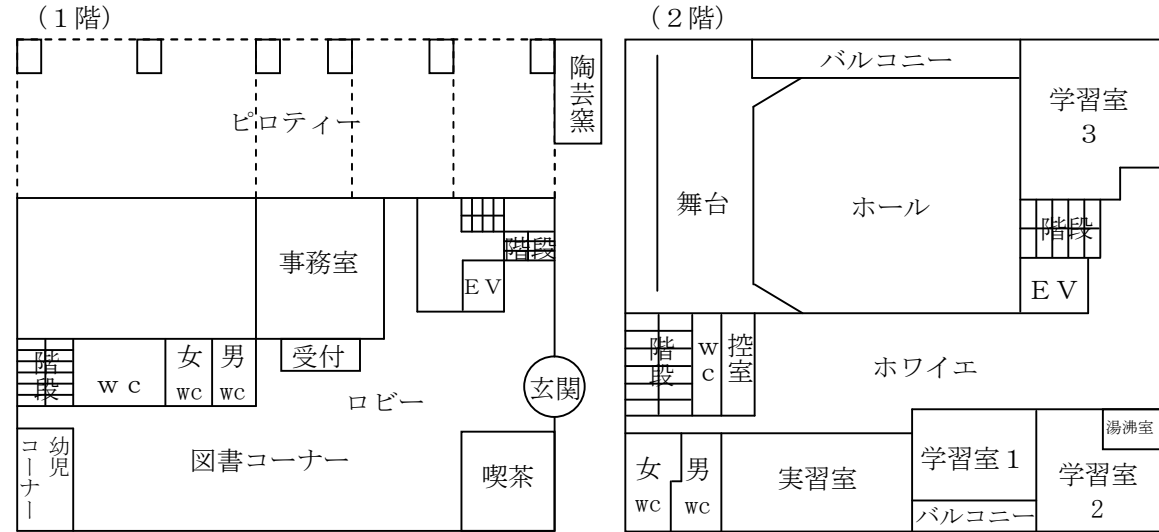 （１階）
陶芸窯
ピロティー
事務室
階段
ＥＶ
階段
ｗｃ
女
wc
男
wc
受付
玄関
ロビー
幼児
コーナー
図書コーナー
喫茶
（２階）
バルコニー
学習室
３
舞台
ホール
階段
ＥＶ
階段
ｗｃ
控室
ホワイエ
湯沸室
女
wc
男
wc
実習室
学習室１
学習室
２
バルコニー